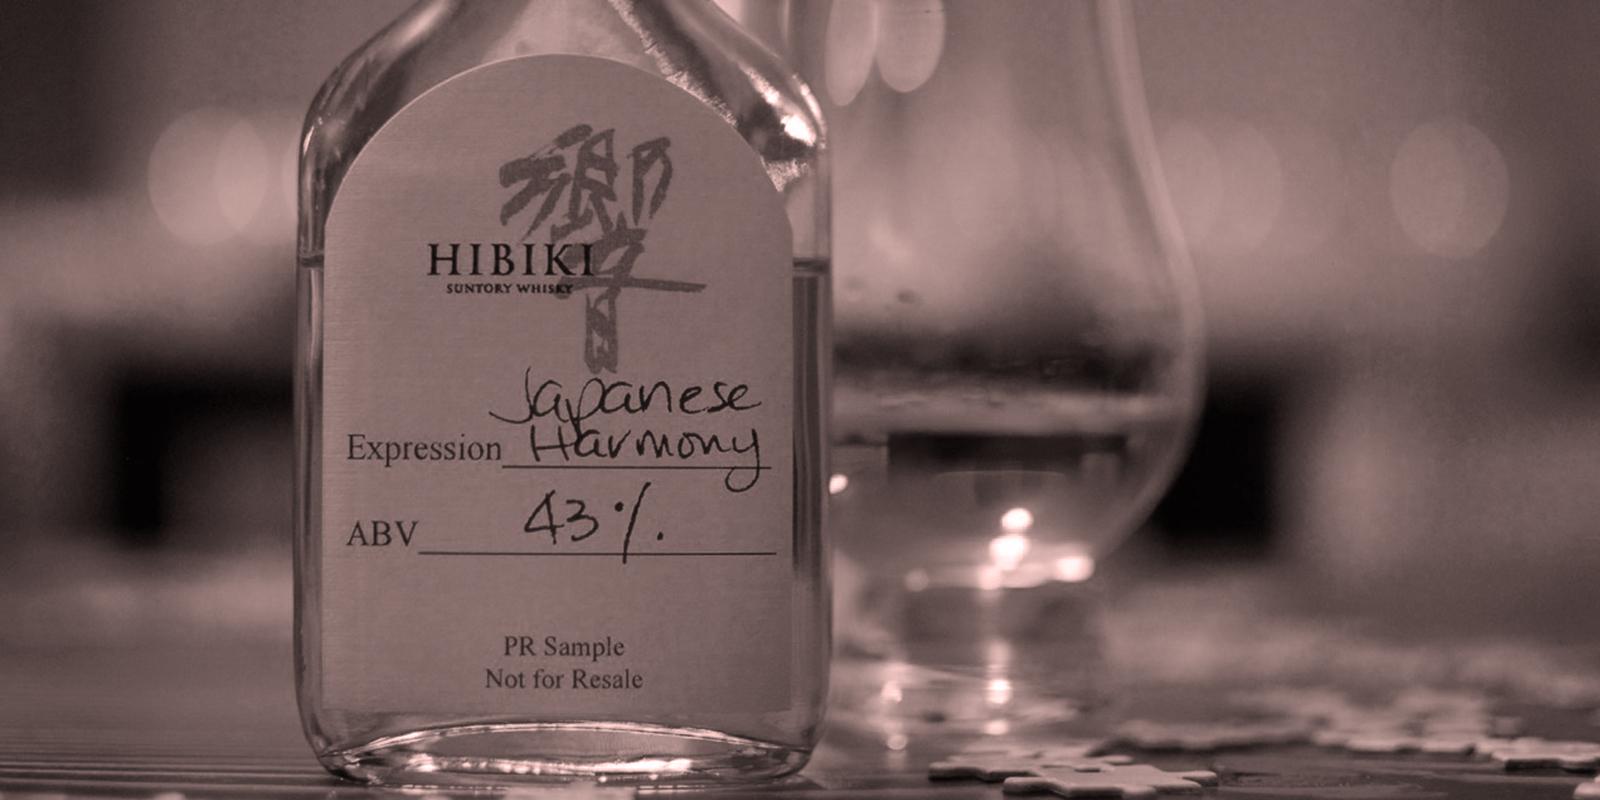 響
HIBIKI
SUNTORY WHISKY
Japanese
Expression Harmony
ABV 43%.
PR Sample
Not for Resale